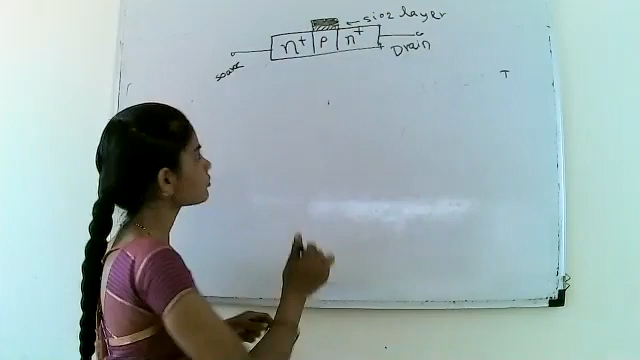 sio2 layer
n+ P n+
source
Drain
T